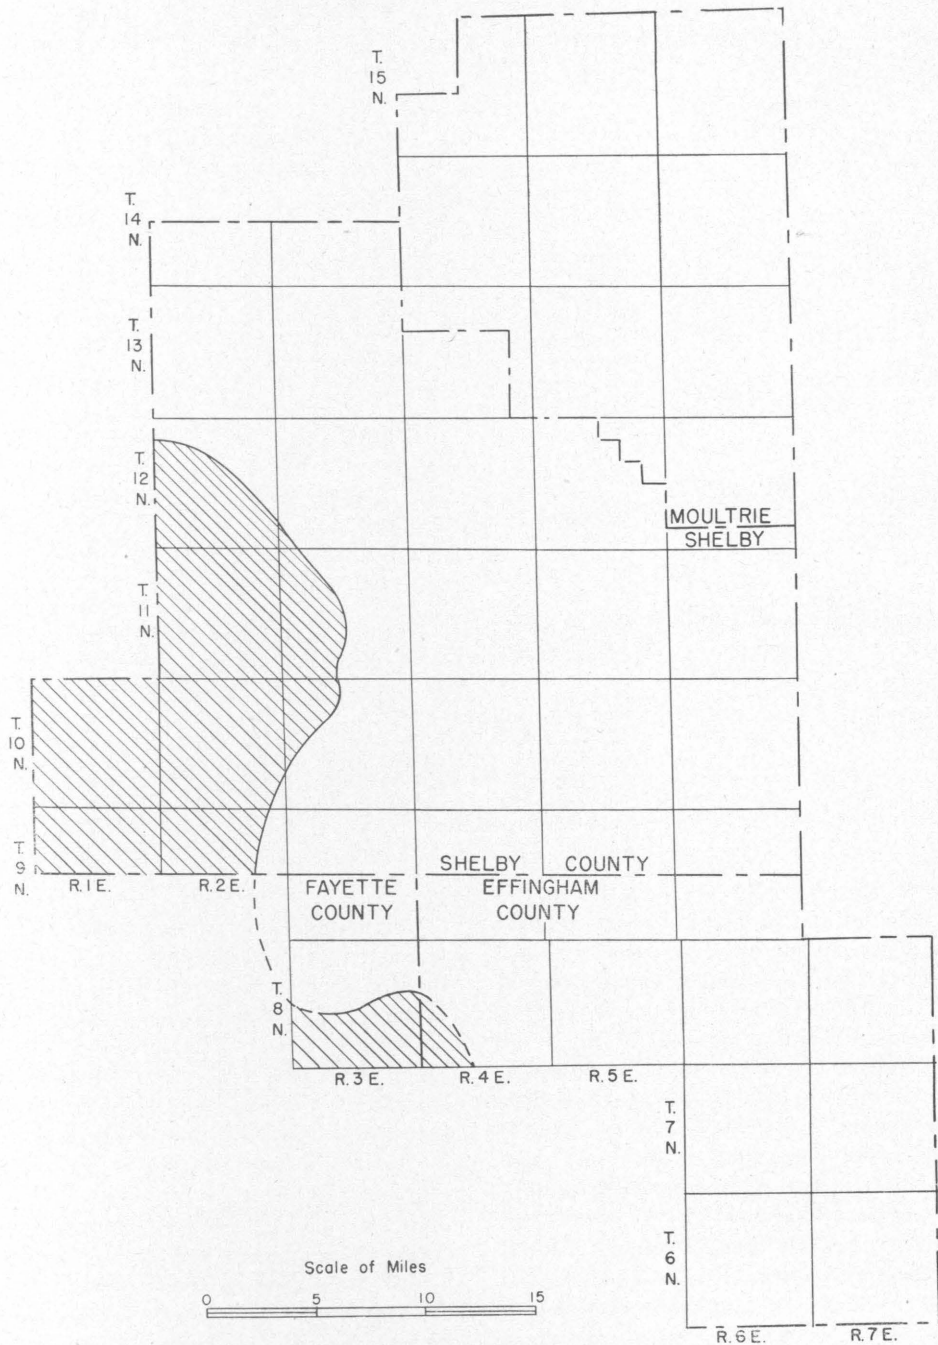 T.
15
N.
T.
14
N.
T.
13
N.
T.
12
N.
MOULTRIE
SHELBY
T.
11
N.
T.
10
N.
T.
9
N.
R.1 E.
R.2 E.
SHELBY COUNTY
FAYETTE
COUNTY
EFFINGHAM
COUNTY
T.
8
N.
R.3 E.
R.4 E.
R.5 E.
T.
7
N.
T.
6
N.
Scale of Miles
0 5 10 15
R.6 E.
R.7 E.